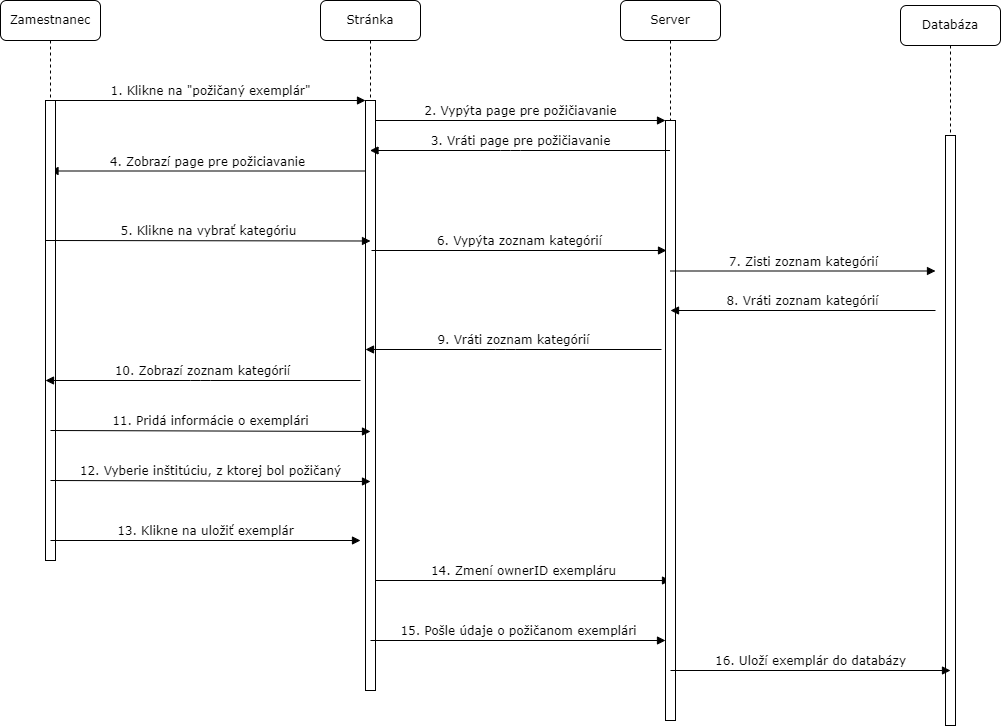 Zamestnanec
Stránka
Server
Databáza
1. Klikne na "požičaný exemplár"
2. Vypýta page pre požičiavanie
3. Vráti page pre požičiavanie
4. Zobrazí page pre požiciavanie
5. Klikne na vybrať kategóriu
6. Vypýta zoznam kategórií
7. Zisti zoznam kategórií
8. Vráti zoznam kategórií
9. Vráti zoznam kategórií
10. Zobrazí zoznam kategórií
11. Pridá informácie o exemplári
12. Vyberie inštitúciu, z ktorej bol požičaný
13. Klikne na uložiť exemplár
14. Zmení ownerID exempláru
15. Pošle údaje o požičanom exemplári
16. Uloží exemplár do databázy